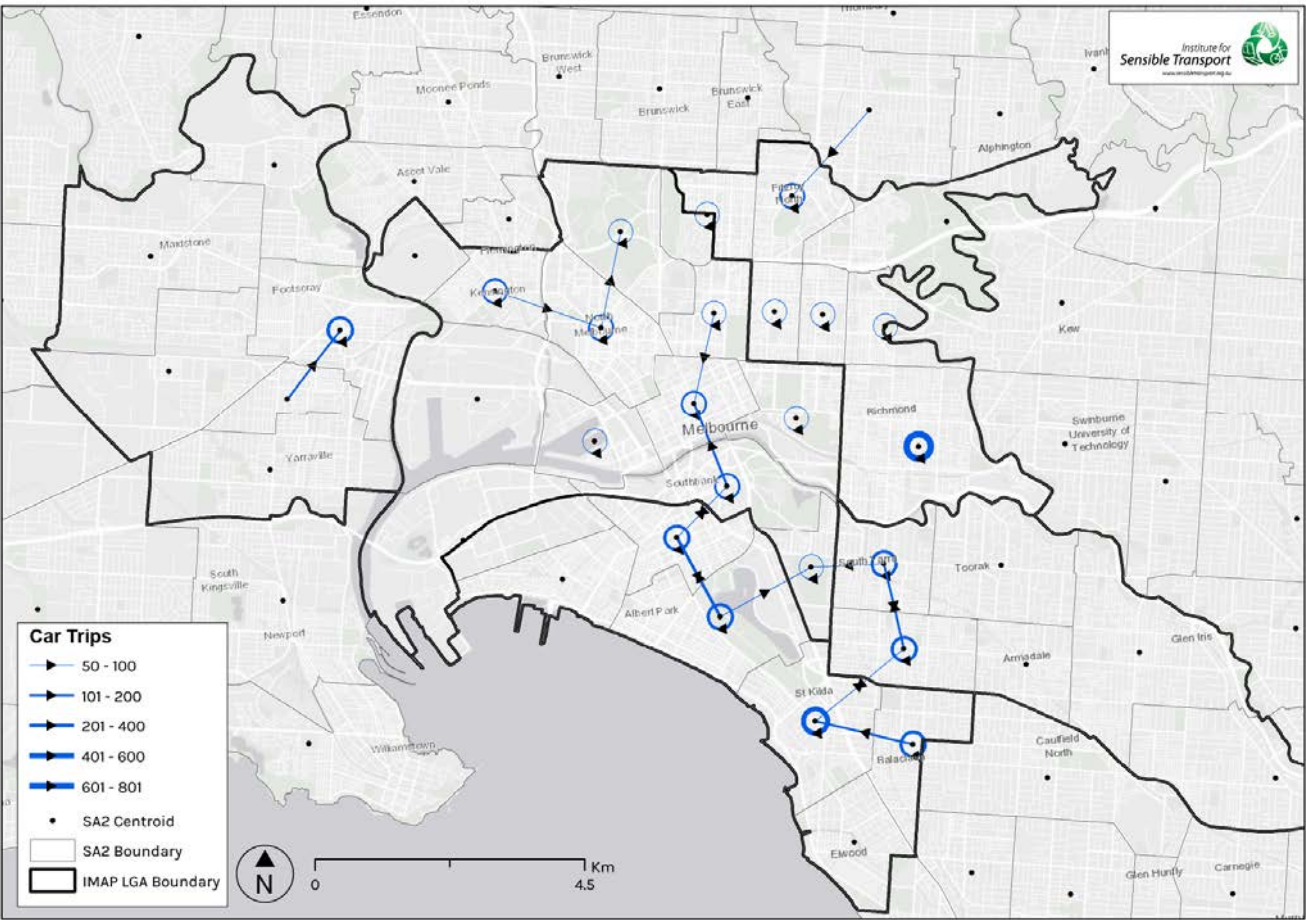 Essendon
Institute for
Sensible Transport
www.sensibletransport.org.au
Brunswick
West
Moonee Ponds
Brunswick
East
Brunswick
Alphington
Ascot Vale
Fitzroy
North
Maidstone
Flemington
Footscray
Kensington
North
Melbourne
Kew
Richmond
Melbourne
Swinburne
University of
Technology
Yarraville
Southbank
South Yarra
Toorak
South
Kingsville
Albert Park
Newport
Glen Iris
Armadale
St Kilda
Williamstown
Balaclava
Caulfield
North
Elwood
Glen Huntly
Carnegie
Car Trips
50 - 100
101 - 200
201 - 400
401 - 600
601 - 801
SA2 Centroid
SA2 Boundary
IMAP LGA Boundary
N
Km
0
4.5